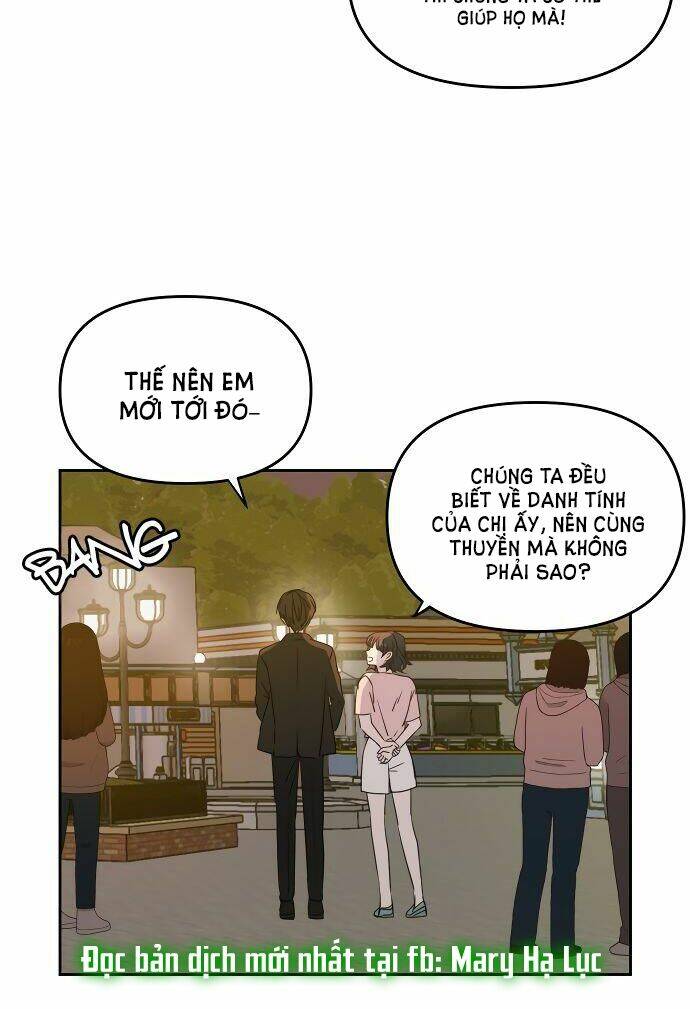 GIÚP HỌ MÀ!
THẾ NÊN EM
MỚI TỚI ĐÓ-
CHÚNG TA ĐỀU
BIẾT VỀ DANH TÍNH
CỦA CHỊ ẤY, NÊN CÙNG
THUYỀN MÀ KHÔNG
PHẢI SAO?
BANG
Đọc bản dịch mới nhất tại fb: Mary Hạ Lục